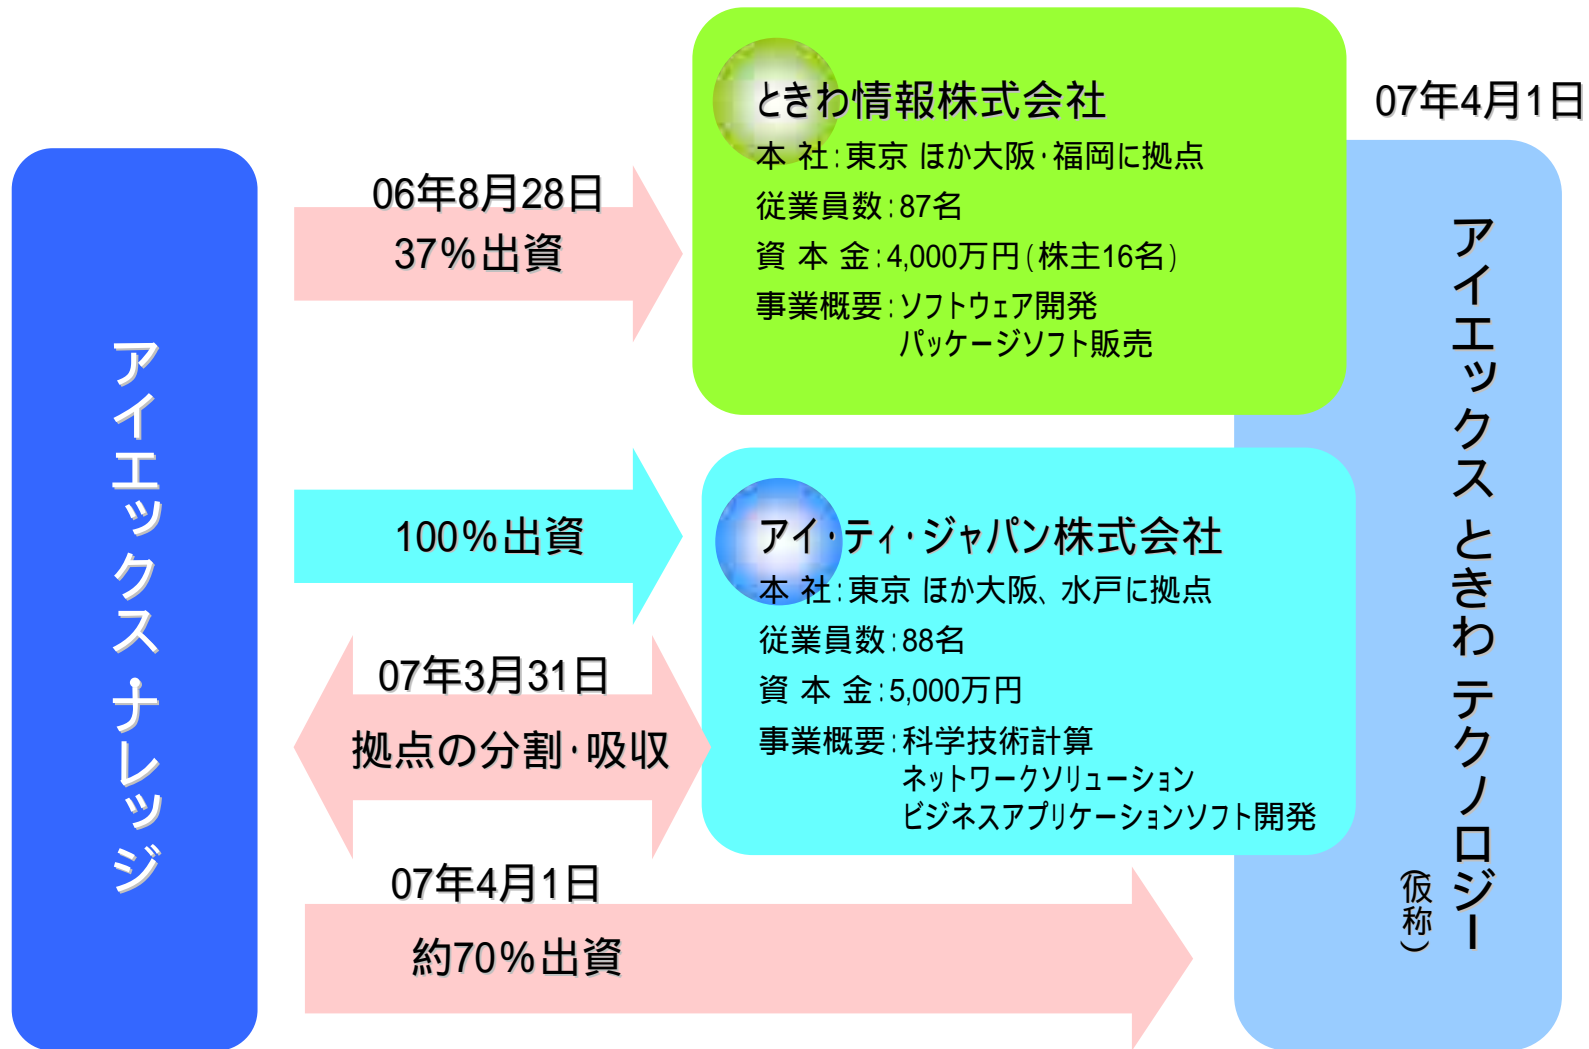 アイエックス・ナレッジ
06年8月28日
37%出資
100%出資
07年3月31日
拠点の分割・吸収
07年4月1日
約70%出資
ときわ情報株式会社
本 社:東京 ほか大阪・福岡に拠点
従業員数:87名
資 本 金:4,000万円(株主16名)
事業概要:ソフトウェア開発
パッケージソフト販売
アイ・ティ・ジャパン株式会社
本 社:東京 ほか大阪、水戸に拠点
従業員数:88名
資 本 金:5,000万円
事業概要:科学技術計算
ネットワークソリューション
ビジネスアプリケーションソフト開発
07年4月1日
アイエックス ときわ テクノロジー
(仮称)